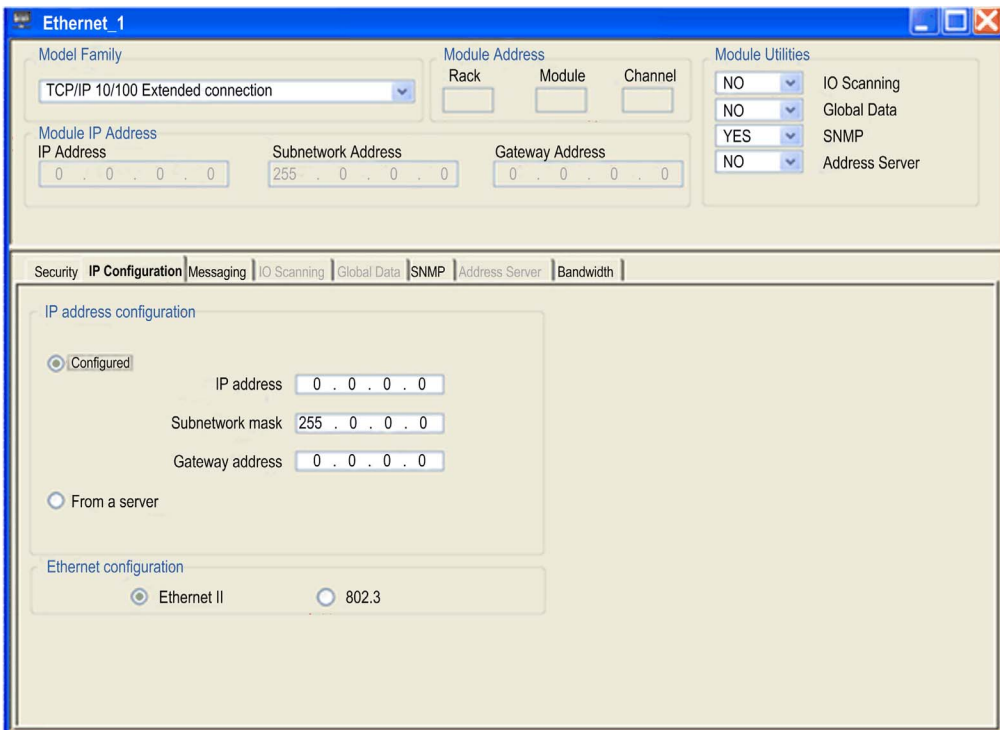 Ethernet_1
Model Family
TCP/IP 10/100 Extended connection
Module Address
Rack Module Channel
Module Utilities
NO IO Scanning
NO Global Data
YES SNMP
NO Address Server
Module IP Address
IP Address Subnetwork Address Gateway Address
0 . 0 . 0 . 0 255 . 0 . 0 . 0 0 . 0 . 0 . 0
Security IP Configuration Messaging IO Scanning Global Data SNMP Address Server Bandwidth
IP address configuration
Configured
IP address 0 . 0 . 0 . 0
Subnetwork mask 255 . 0 . 0 . 0
Gateway address 0 . 0 . 0 . 0
From a server
Ethernet configuration
Ethernet II 802.3